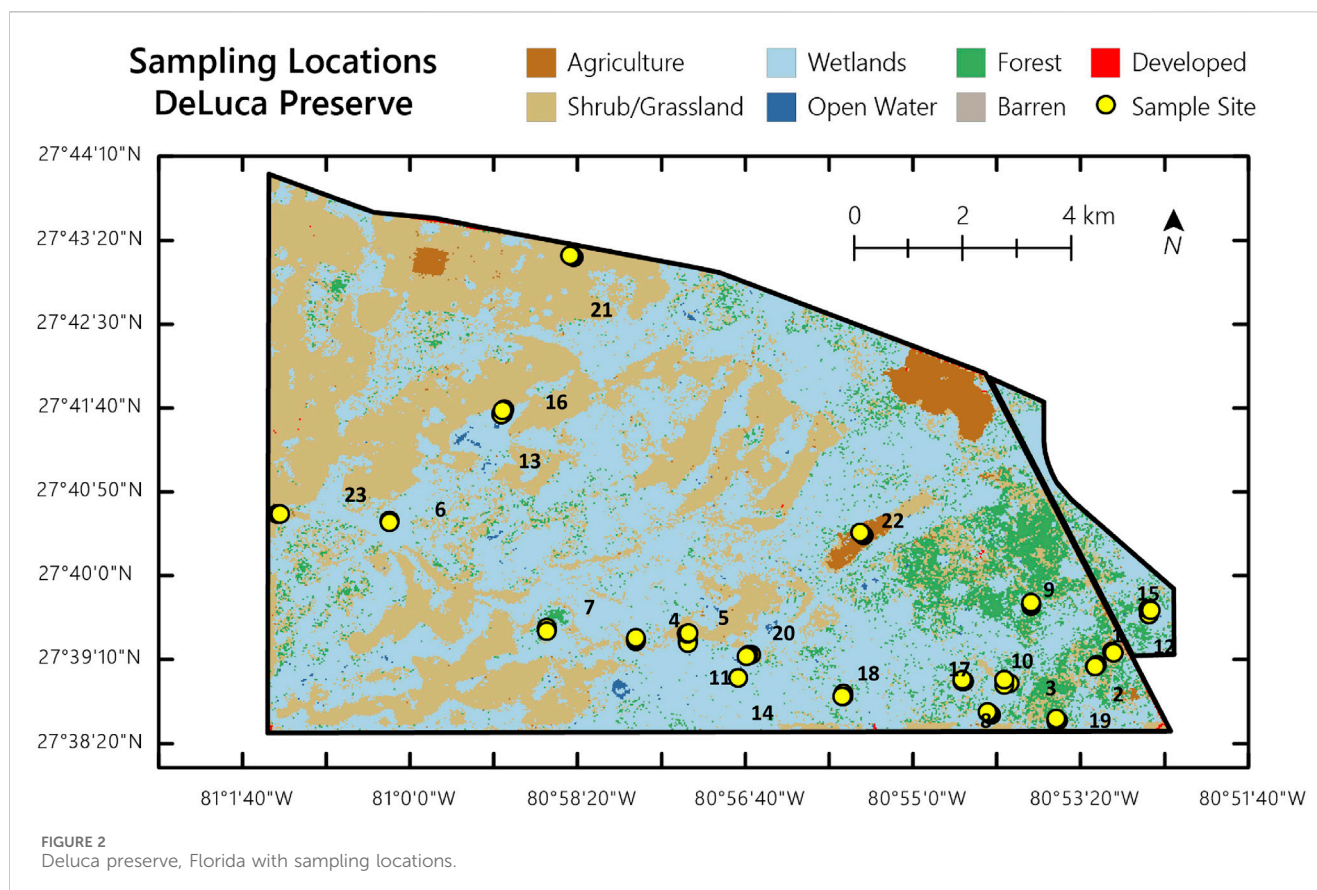 Sampling Locations
DeLuca Preserve
Agriculture
Wetlands
Forest
Developed
Shrub/Grassland
Open Water
Barren
Sample Site
27°44'10"N
27°43'20"N
27°42'30"N
27°41'40"N
27°40'50"N
27°40'0"N
27°39'10"N
27°38'20"N
0 2 4 km
N
21
16
13
23
6
22
9
15
7
4
5
20
1
12
11
18
17
10
3
2
14
8
19
81°1'40"W
81°0'0"W
80°58'20"W
80°56'40"W
80°55'0"W
80°53'20"W
80°51'40"W
FIGURE 2
Deluca preserve, Florida with sampling locations.